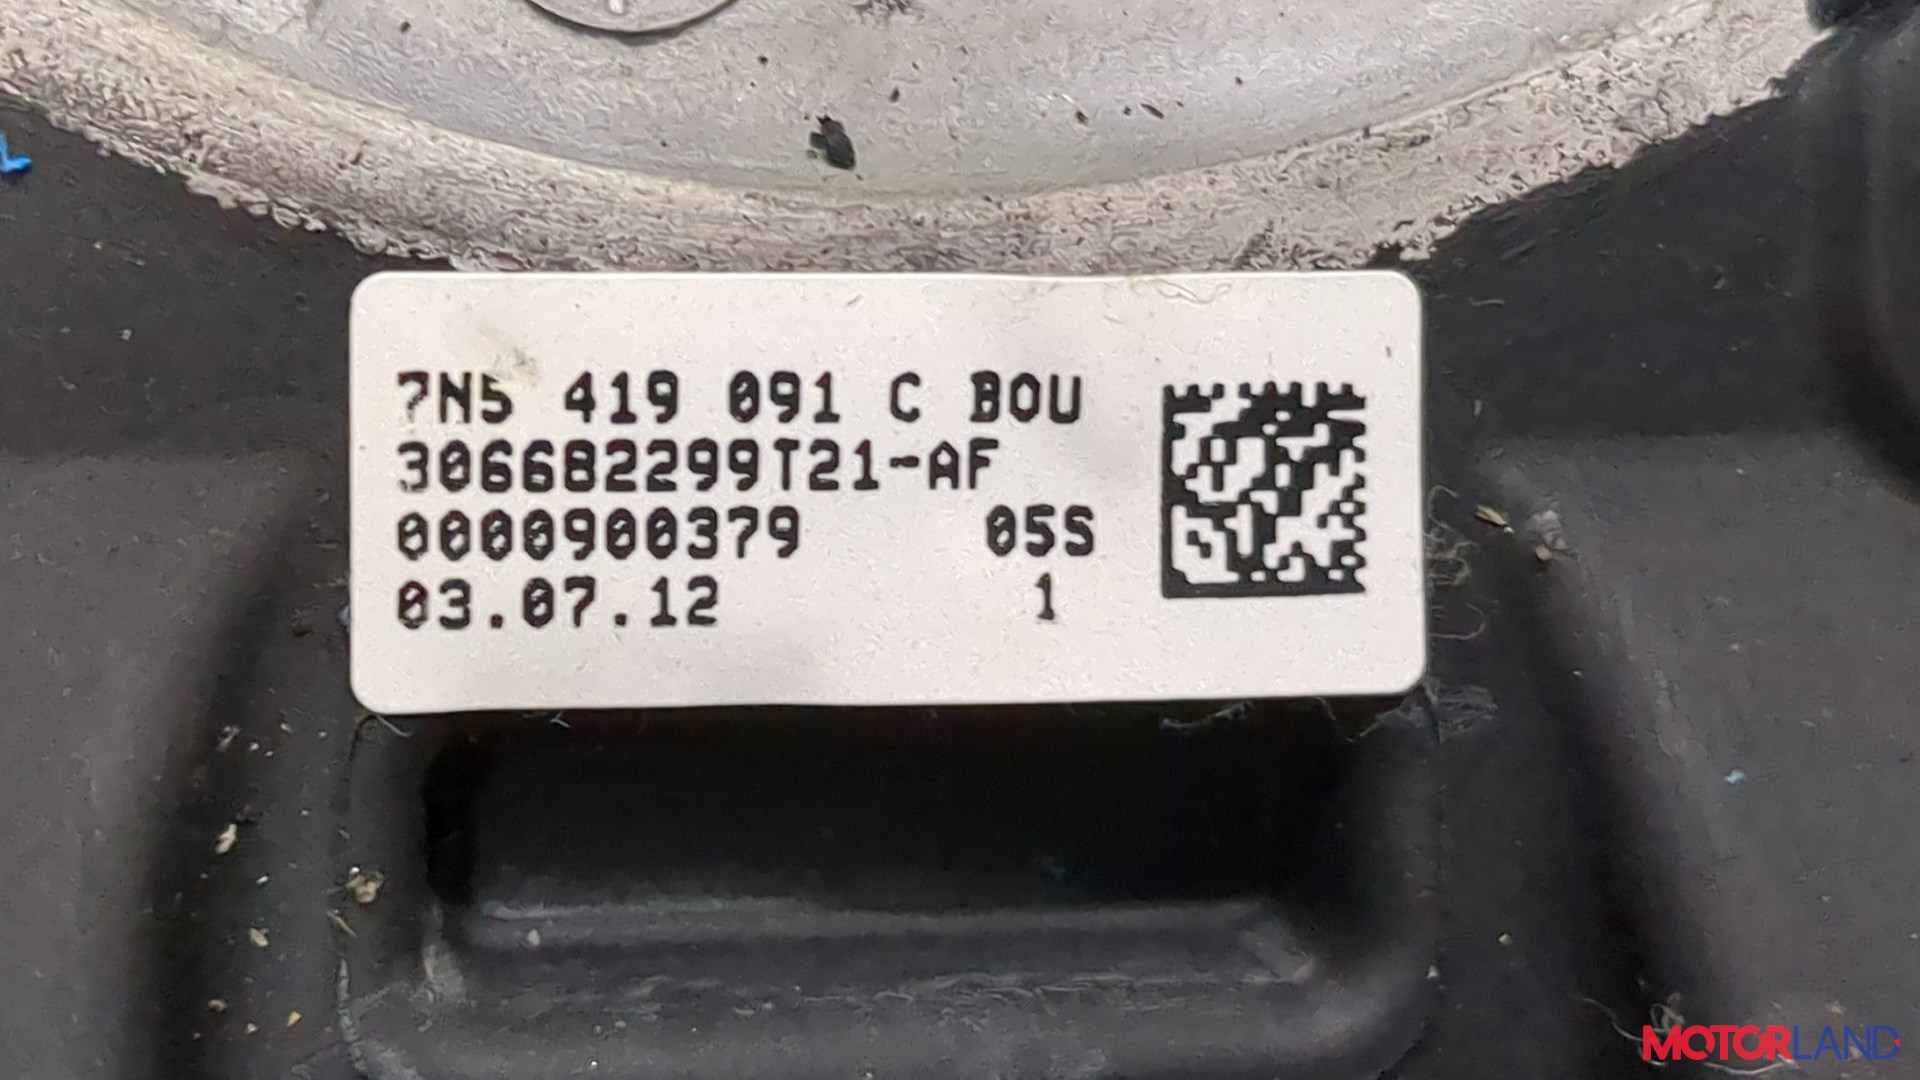 7N5 419 091 C BOU
306682299T21-AF
0000900379 05S
03.07.12 1
MOTORLAND